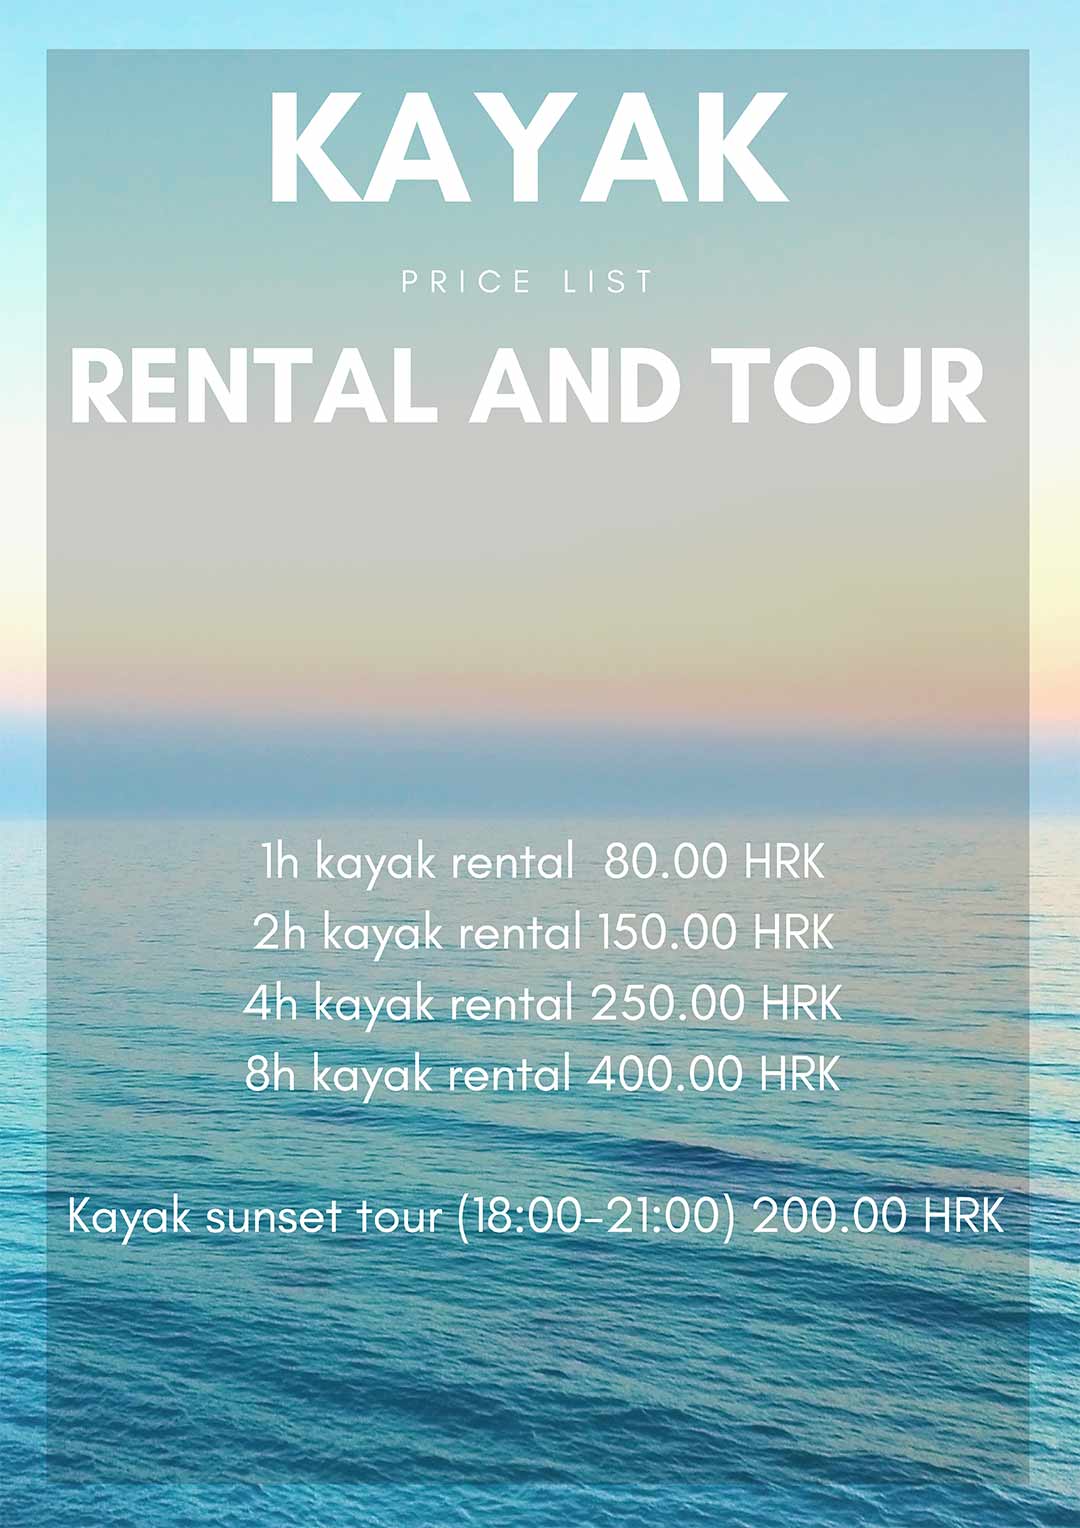 KAYAK
PRICE LIST
RENTAL AND TOUR
1h kayak rental 80.00 HRK
2h kayak rental 150.00 HRK
4h kayak rental 250.00 HRK
8h kayak rental 400.00 HRK
Kayak sunset tour (18:00-21:00) 200.00 HRK